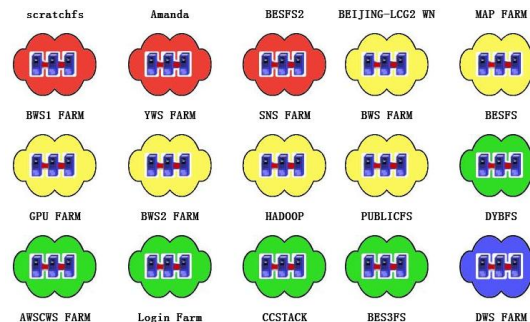 scratchfs Amanda BESFS2 BEIJING-LCG2 WN MAP FARM
BWS1 FARM YWS FARM SNS FARM BWS FARM BESFS
GPU FARM BWS2 FARM HADOOP PUBLICFS DYBFS
AWSCWS FARM Login Farm CCSTACK BES3FS DWS FARM